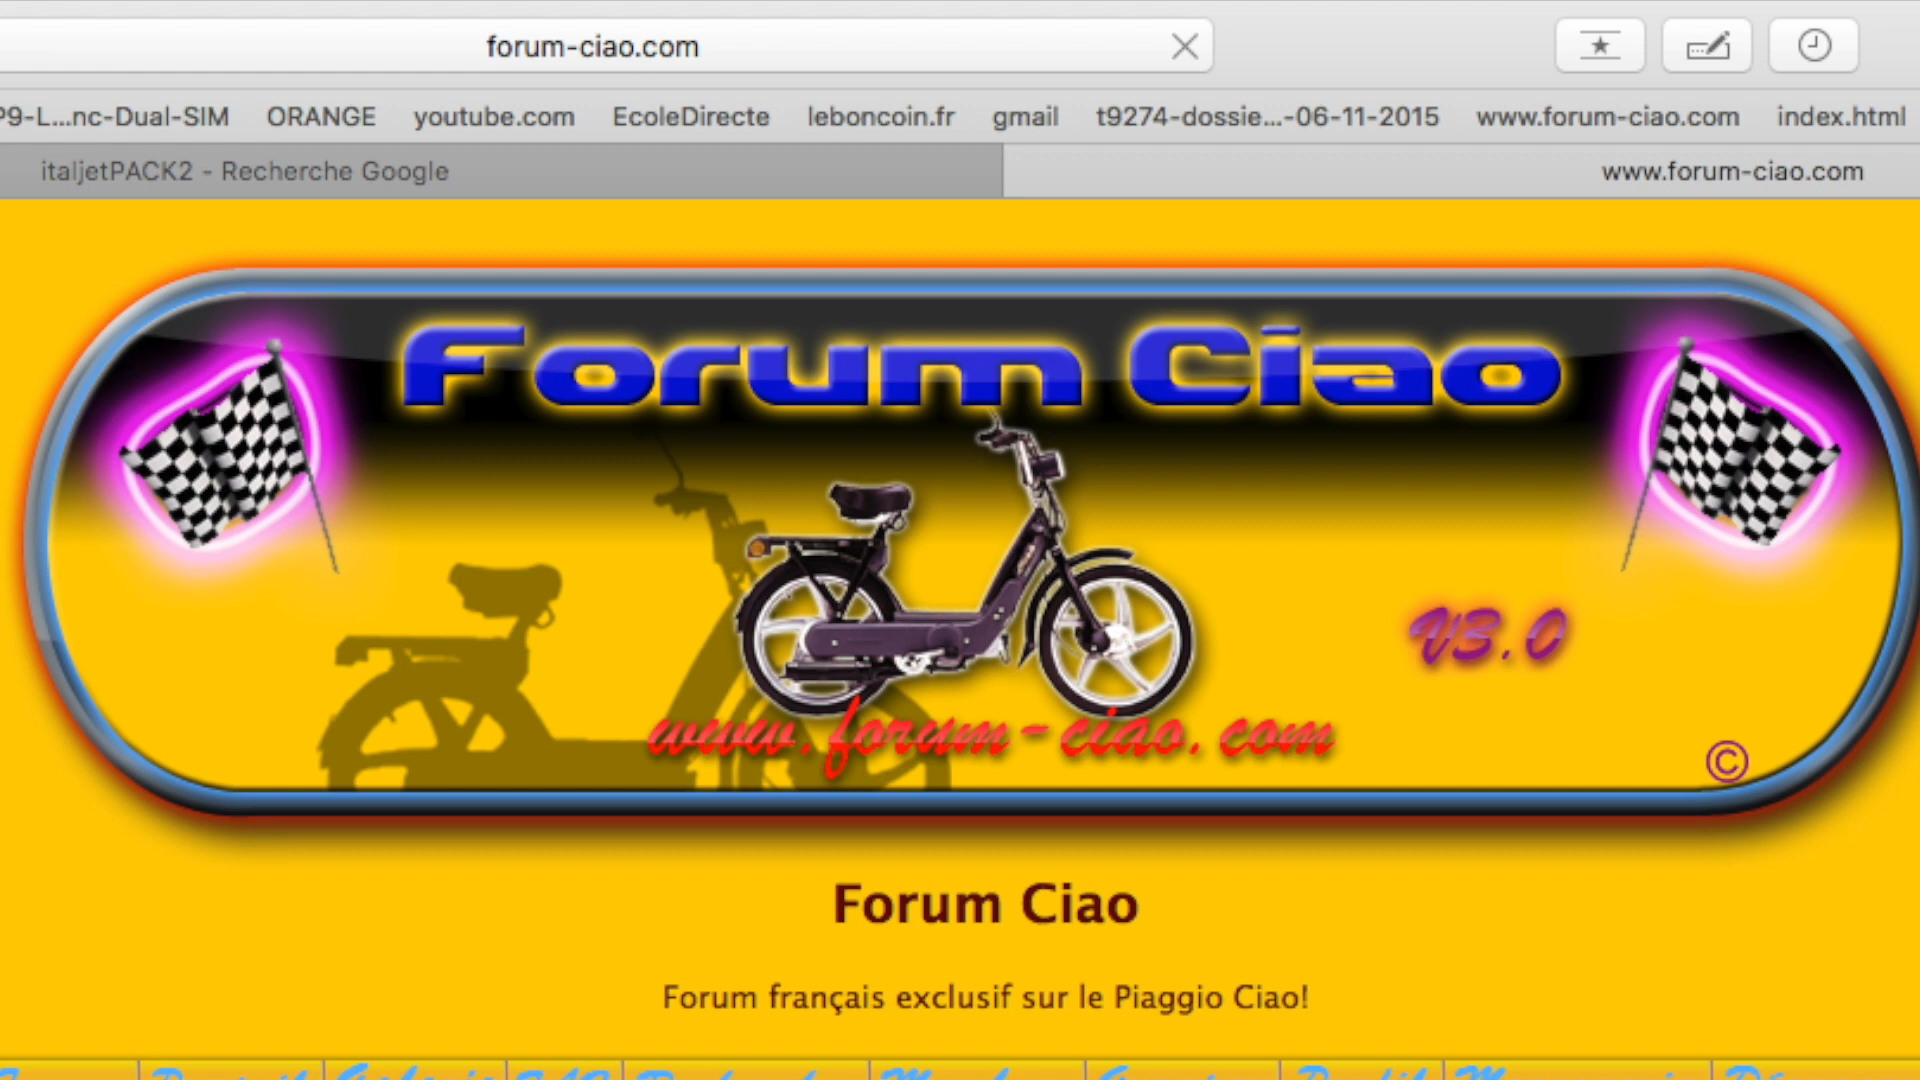 forum-ciao.com
P9-L...nc-Dual-SIM ORANGE youtube.com EcoleDirecte leboncoin.fr gmail t9274-dossie...-06-11-2015 www.forum-ciao.com index.html
italjetPACK2 - Recherche Google www.forum-ciao.com
Forum Ciao
V3.0
www.forum-ciao.com
©
Forum Ciao
Forum français exclusif sur le Piaggio Ciao!